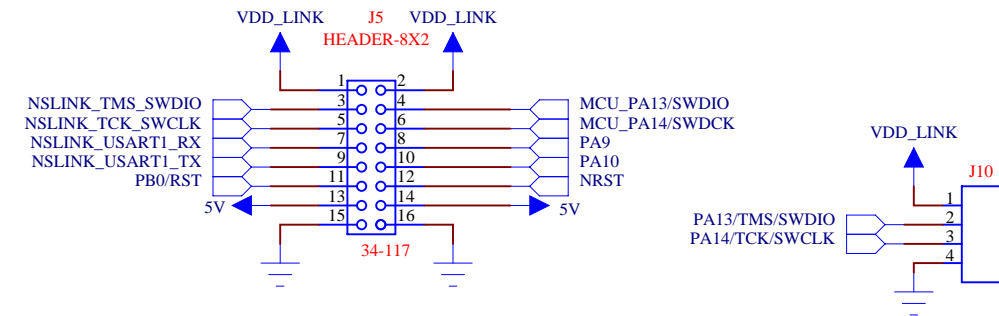 VDD_LINK J5 VDD_LINK
HEADER-8X2
1 2
NSLINK_TMS_SWDIO 3 4 MCU_PA13/SWDIO
NSLINK_TCK_SWCLK 5 6 MCU_PA14/SWDCK
NSLINK_USART1_RX 7 8 PA9
NSLINK_USART1_TX 9 10 PA10
PB0/RST 11 12 NRST
5V 13 14 5V
15 16
34-117
VDD_LINK
J10
1
PA13/TMS/SWDIO 2
PA14/TCK/SWCLK 3
4